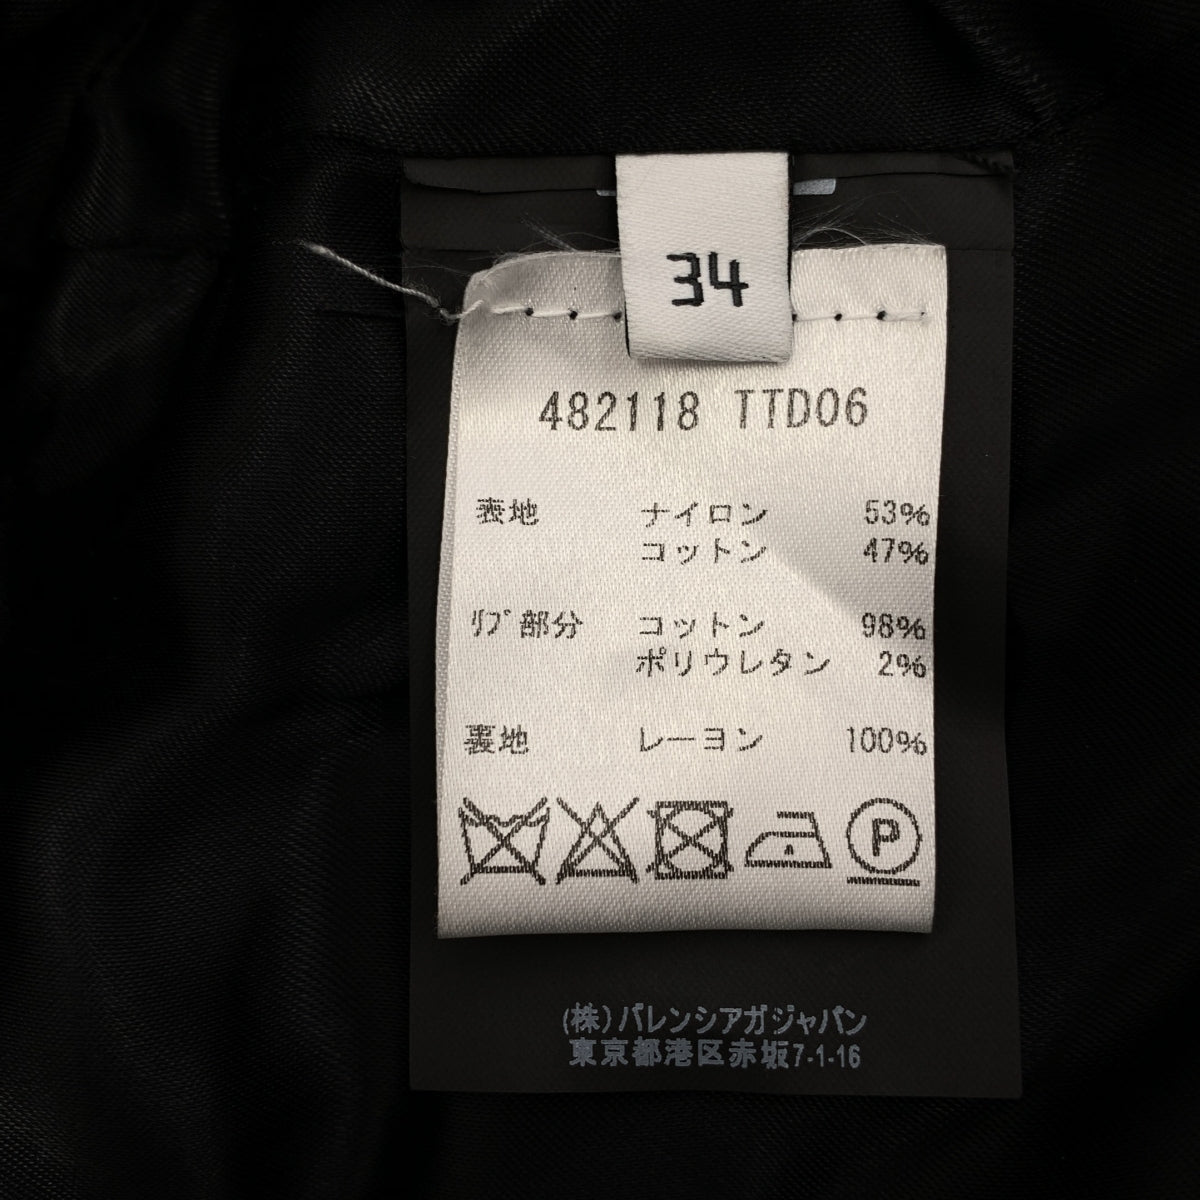 34
482118 TTD06
表地 ナイロン 53%
コットン 47%
ﾘﾌﾞ部分 コットン 98%
ポリウレタン 2%
裏地 レーヨン 100%
P
(株)バレンシアガジャパン
東京都港区赤坂7-1-16